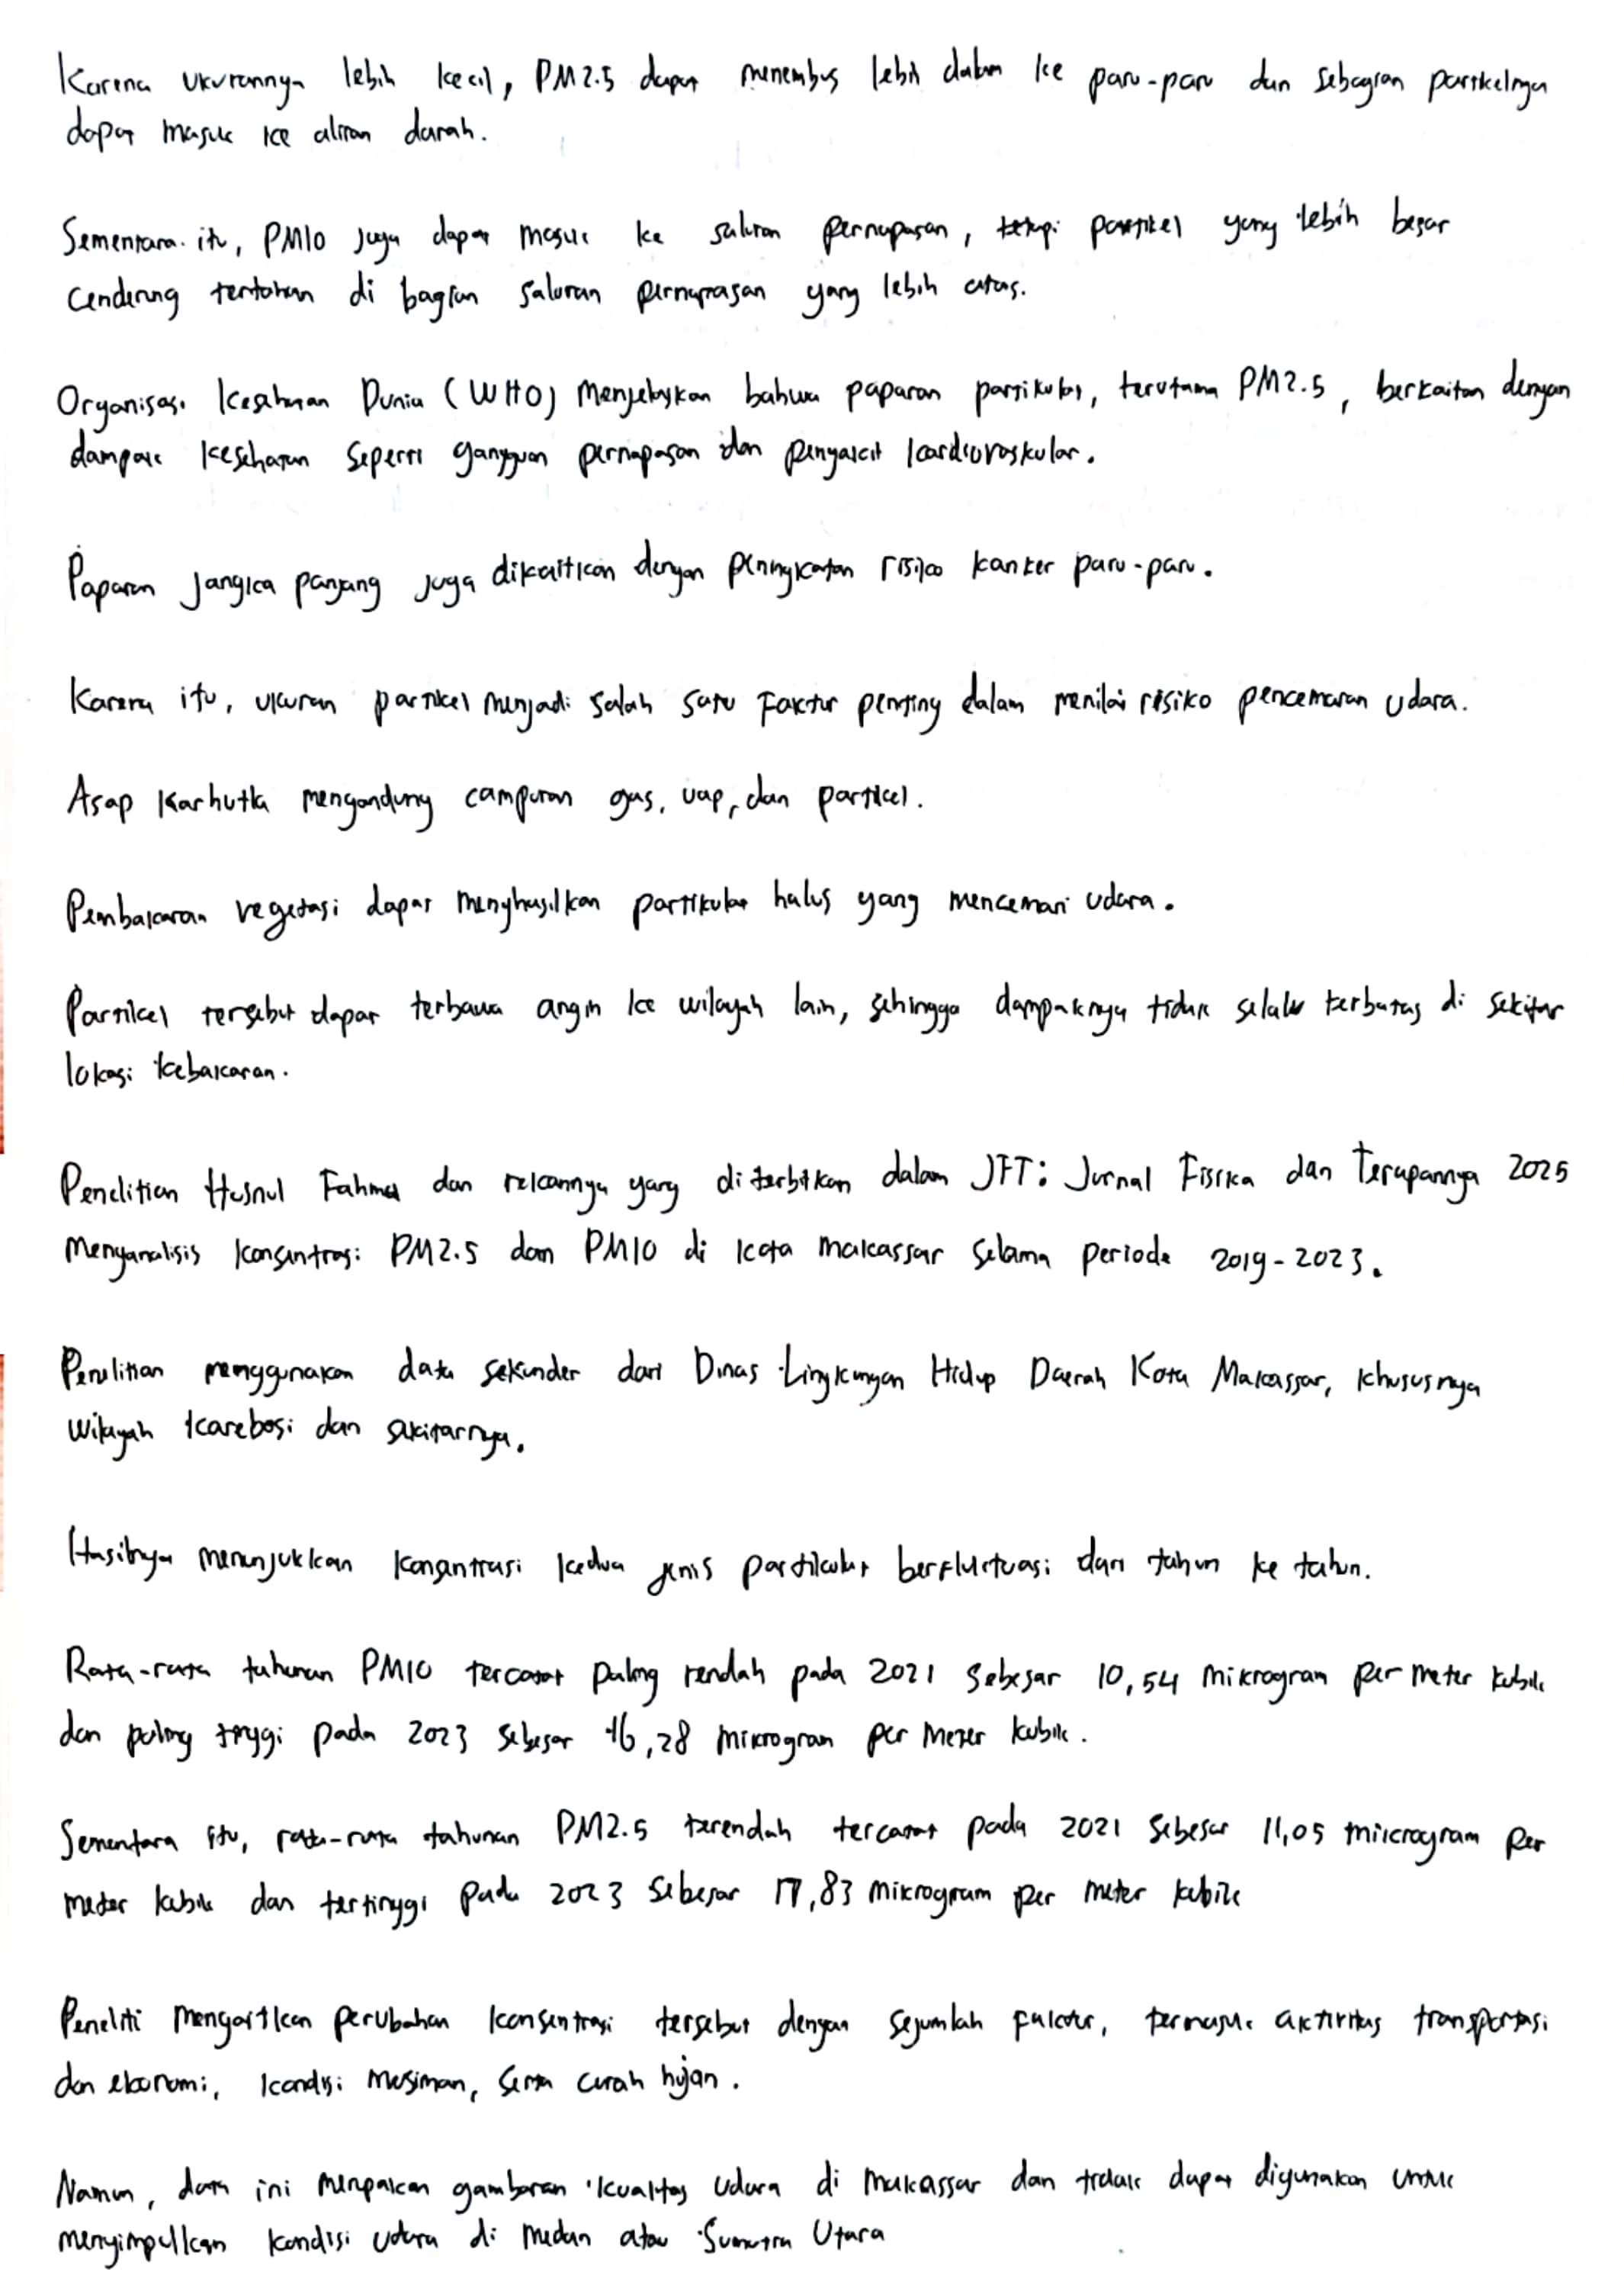 Karena ukurannya lebih kecil, PM2.5 dapat menembus lebih dalam ke paru-paru dan sebagian partikelnya
dapat masuk ke aliran darah.
Sementara itu, PM10 juga dapat masuk ke saluran pernapasan, tetapi partikel yang lebih besar
cenderung tertahan di bagian saluran pernapasan yang lebih atas.
Organisasi Kesehatan Dunia (WHO) menjelaskan bahwa paparan partikulat, terutama PM2.5, berkaitan dengan
dampak kesehatan seperti gangguan pernapasan dan penyakit kardiovaskular.
Paparan jangka panjang juga dikaitkan dengan peningkatan risiko kanker paru-paru.
Karena itu, ukuran partikel menjadi salah satu faktor penting dalam menilai risiko pencemaran udara.
Asap Karhutla mengandung campuran gas, uap, dan partikel.
Pembakaran vegetasi dapat menghasilkan partikulat halus yang mencemari udara.
Partikel tersebut dapat terbawa angin ke wilayah lain, sehingga dampaknya tidak selalu terbatas di sekitar
lokasi kebakaran.
Penelitian Husnul Fahma dan rekannya yang diterbitkan dalam JFT: Jurnal Fisika dan Terapannya 2025
menganalisis konsentrasi PM2.5 dan PM10 di kota makassar selama periode 2019-2023.
Penelitian menggunakan data sekunder dari Dinas Lingkungan Hidup Daerah Kota Makassar, khususnya
wilayah karebosi dan sekitarnya.
Hasilnya menunjukkan konsentrasi kedua jenis partikulat berfluktuasi dari tahun ke tahun.
Rata-rata tahunan PM10 tercatat paling rendah pada 2021 sebesar 10,54 mikrogram per meter kubik
dan paling tinggi pada 2023 sebesar 46,28 mikrogram per meter kubik.
Sementara itu, rata-rata tahunan PM2.5 terendah tercatat pada 2021 sebesar 11,05 mikrogram per
meter kubik dan tertinggi pada 2023 sebesar 17,83 mikrogram per meter kubik
Peneliti mengaitkan perubahan konsentrasi tersebut dengan sejumlah faktor, termasuk aktivitas transportasi
dan ekonomi, kondisi musiman, serta curah hujan.
Namun, data ini merupakan gambaran kualitas udara di makassar dan tidak dapat digunakan untuk
menyimpulkan kondisi udara di medan atau Sumatra Utara